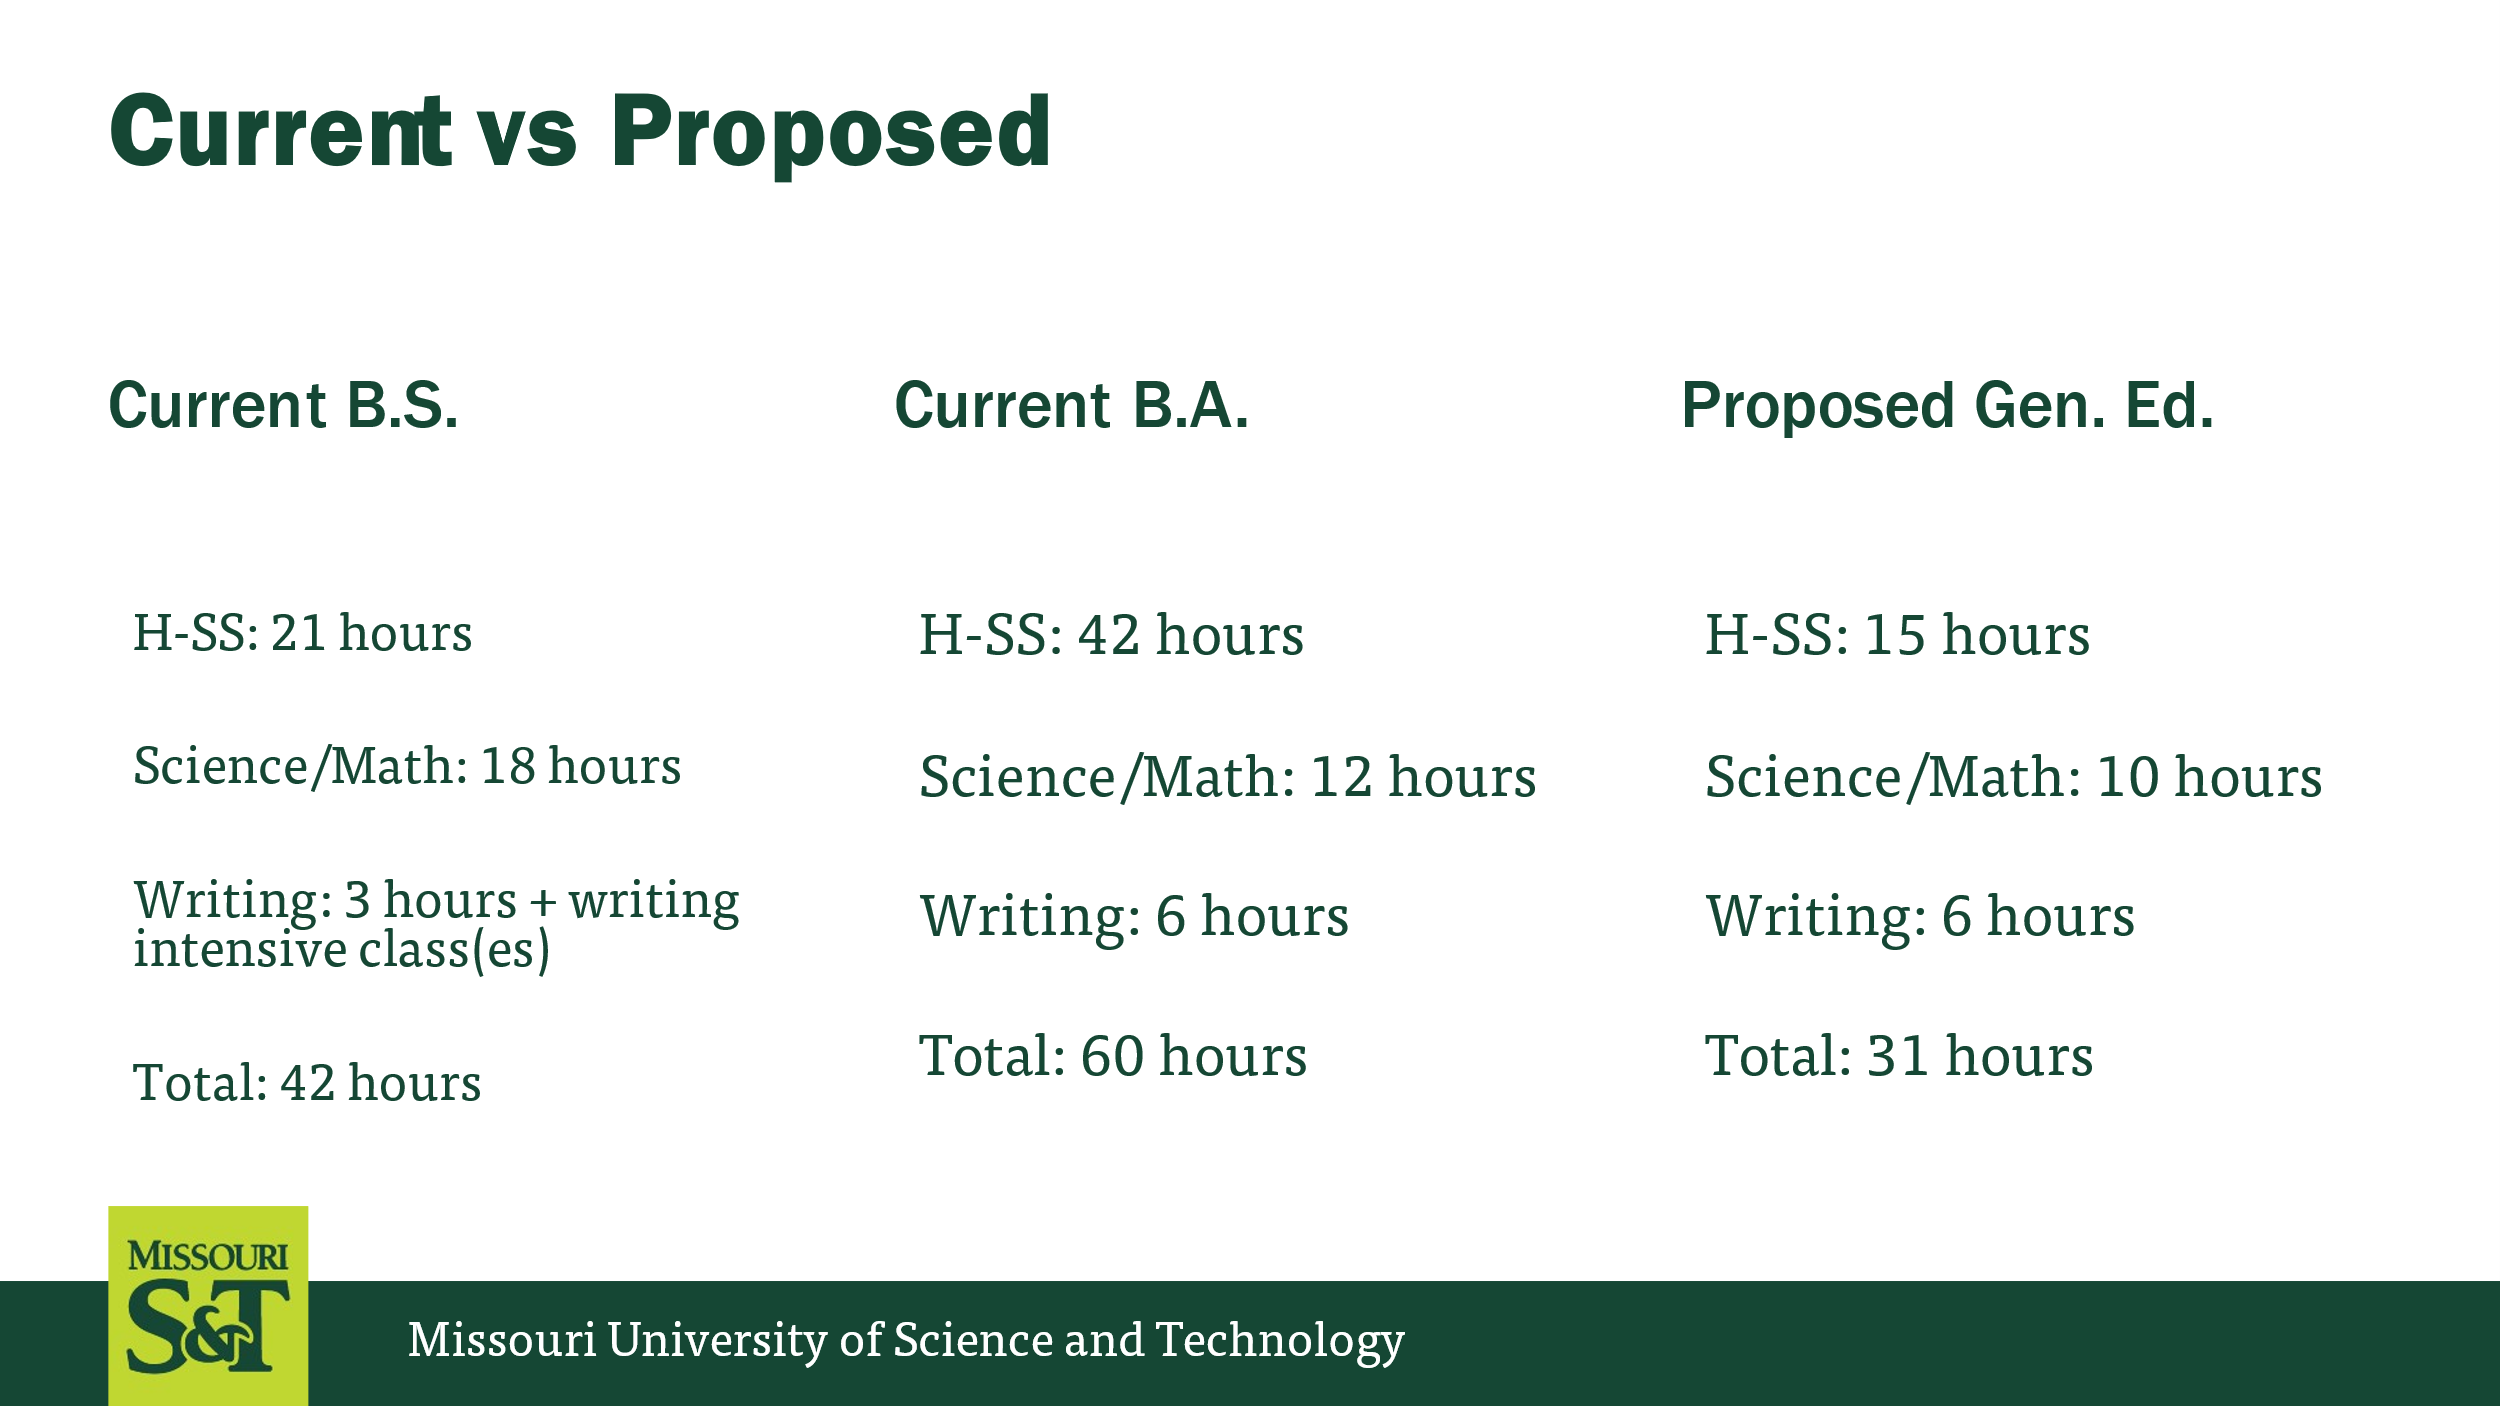 Current vs Proposed
Current B.S.
H-SS: 21 hours
Science/Math: 18 hours
Writing: 3 hours + writing
intensive class(es)
Total: 42 hours
Current B.A.
H-SS: 42 hours
Science/Math: 12 hours
Writing: 6 hours
Total: 60 hours
Proposed Gen. Ed.
H-SS: 15 hours
Science/Math: 10 hours
Writing: 6 hours
Total: 31 hours
MISSOURI
S&T
Missouri University of Science and Technology